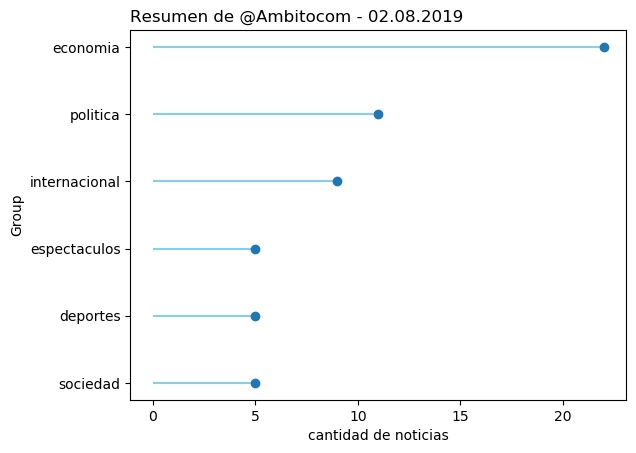 Resumen de @Ambitocom - 02.08.2019
economia
politica
internacional
espectaculos
deportes
sociedad
Group
0 5 10 15 20
cantidad de noticias